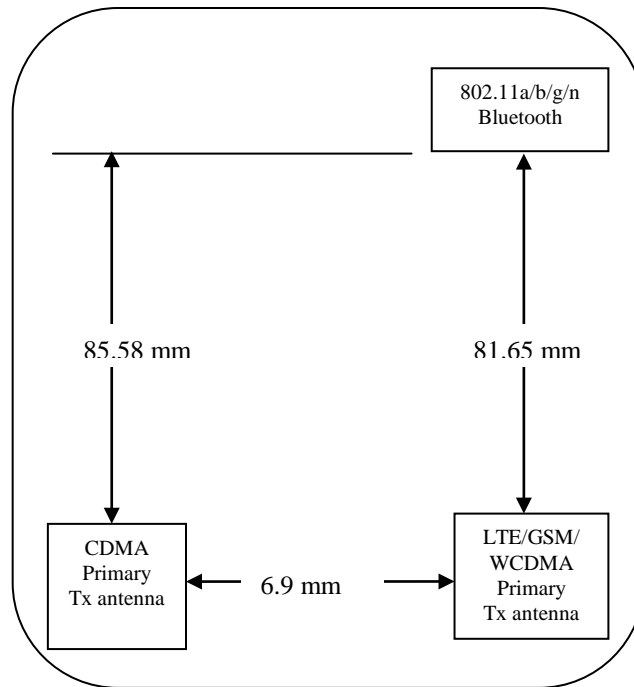 802.11a/b/g/n
Bluetooth
85.58 mm
81.65 mm
CDMA
Primary
Tx antenna
6.9 mm
LTE/GSM/
WCDMA
Primary
Tx antenna